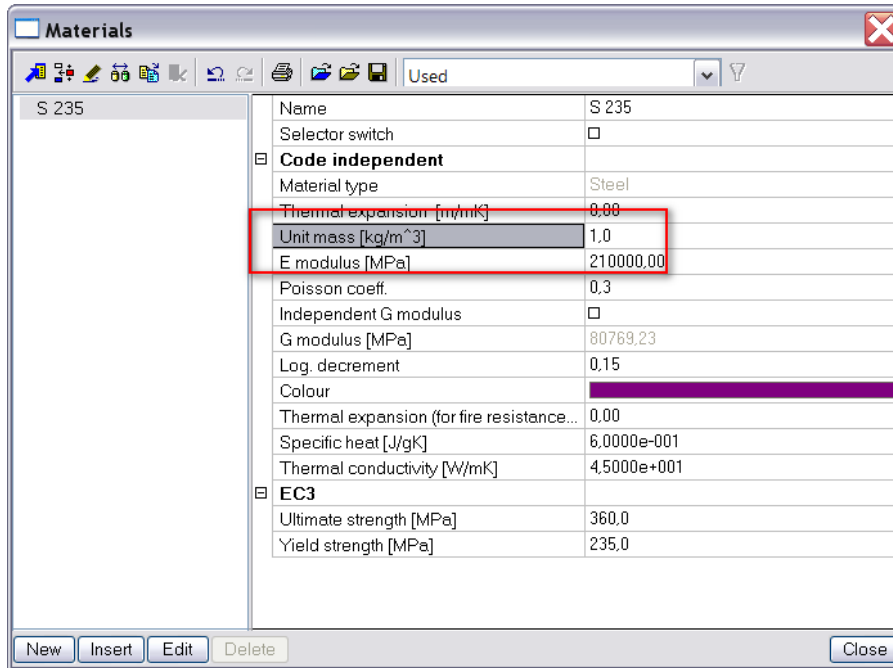 Materials
Used
S 235
Name S 235
Selector switch
Code independent
Material type Steel
Thermal expansion [m/mK] 0,00
Unit mass [kg/m^3] 1,0
E modulus [MPa] 210000,00
Poisson coeff. 0,3
Independent G modulus
G modulus [MPa] 80769,23
Log. decrement 0,15
Colour
Thermal expansion (for fire resistance... 0,00
Specific heat [J/gK] 6,0000e-001
Thermal conductivity [W/mK] 4,5000e+001
EC3
Ultimate strength [MPa] 360,0
Yield strength [MPa] 235,0
New Insert Edit Delete Close